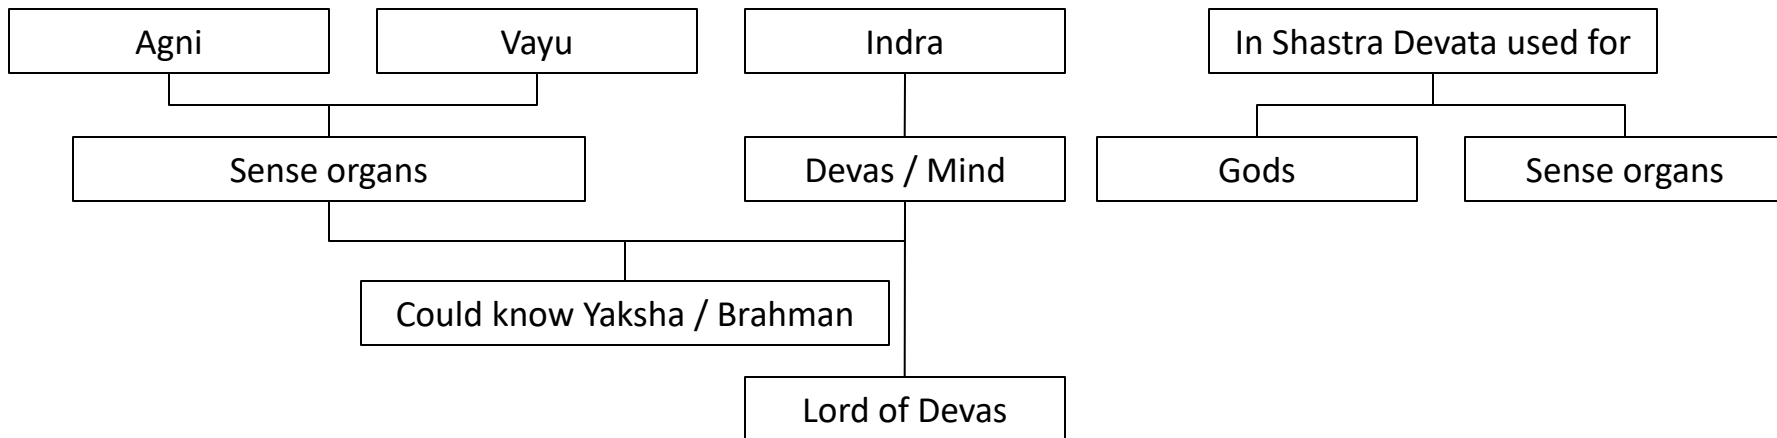 Agni
Vayu
Indra
In Shastra Devata used for
Sense organs
Devas / Mind
Gods
Sense organs
Could know Yaksha / Brahman
Lord of Devas